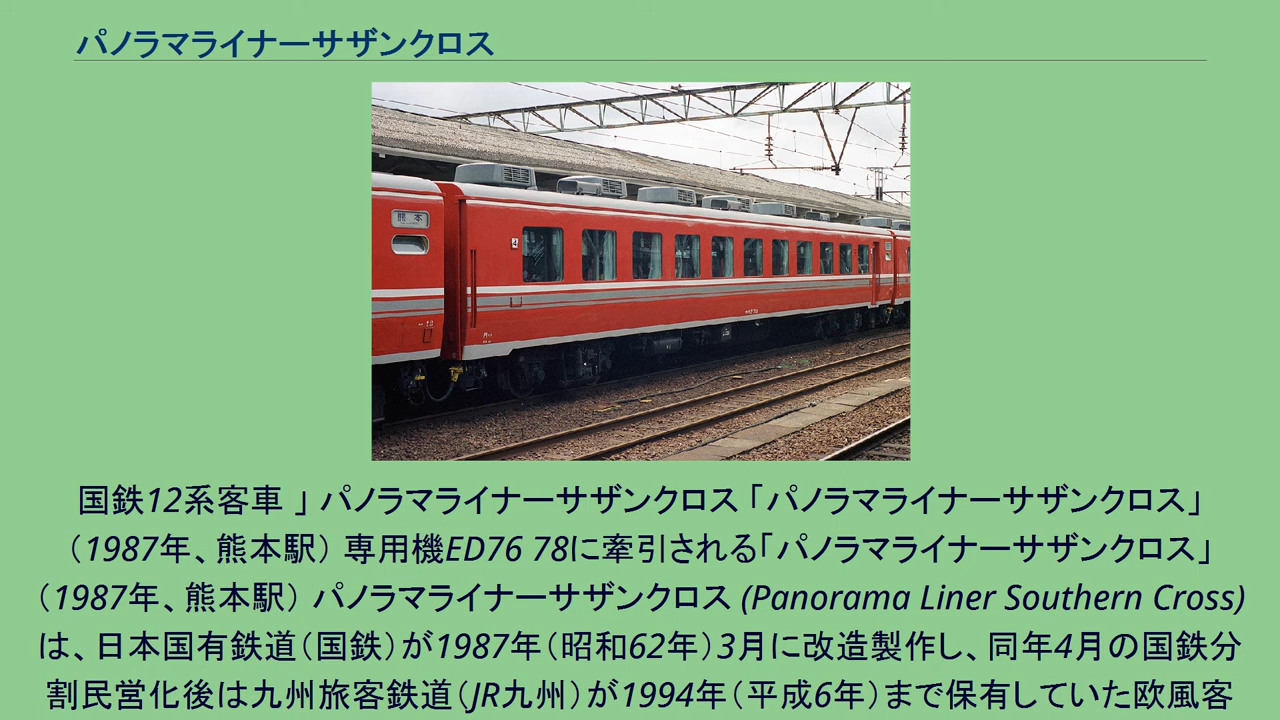 パノラマライナーサザンクロス
熊本
4
国鉄12系客車 」 パノラマライナーサザンクロス 「パノラマライナーサザンクロス」
（1987年、熊本駅） 専用機ED76 78に牽引される「パノラマライナーサザンクロス」
（1987年、熊本駅） パノラマライナーサザンクロス (Panorama Liner Southern Cross)
は、日本国有鉄道（国鉄）が1987年（昭和62年）3月に改造製作し、同年4月の国鉄分
割民営化後は九州旅客鉄道（JR九州）が1994年（平成6年）まで保有していた欧風客